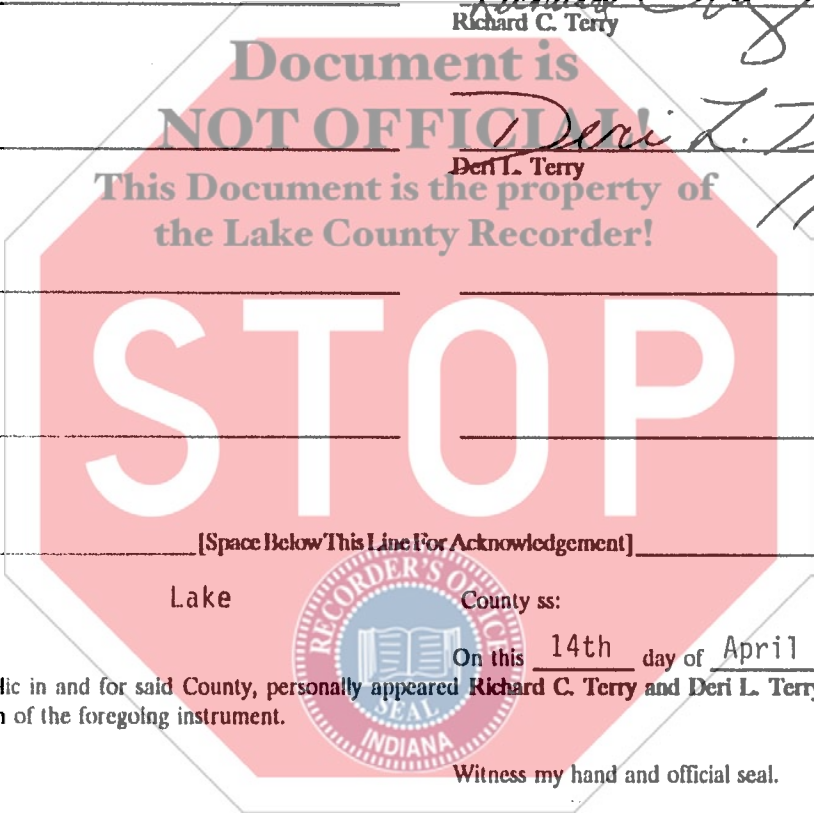 Richard C. Terry
Document is
NOT OFFICIAL!
Deri L.
Deri L. Terry
This Document is the property of
the Lake County Recorder!
STOP
[Space Below This Line For Acknowledgement]
Lake County ss:
RECORDER'S OFFICE
SEAL
INDIANA
On this 14th day of April
lic in and for said County, personally appeared Richard C. Terry and Deri L. Terry
of the foregoing instrument.
Witness my hand and official seal.